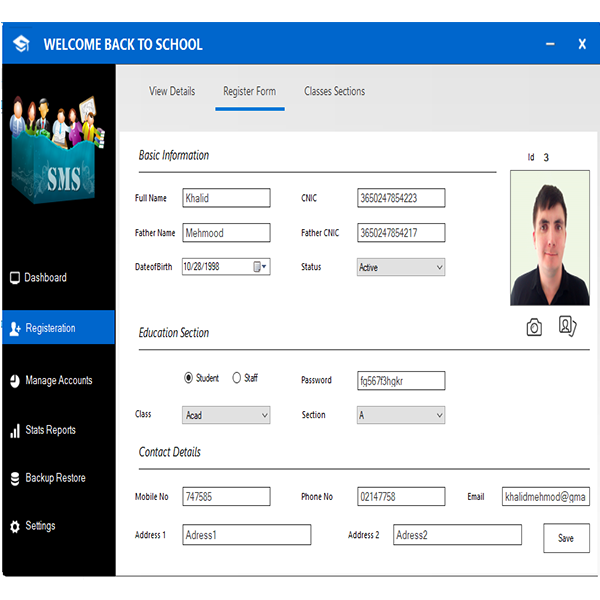 WELCOME BACK TO SCHOOL
X
View Details Register Form Classes Sections
SMS
Basic Information
Id 3
Full Name Khalid CNIC 3650247854223
Father Name Mehmood Father CNIC 3650247854217
DateofBirth 10/28/1998 Status Active
Dashboard
Registeration
Manage Accounts
Stats Reports
Backup Restore
Settings
Education Section
Student Staff Password fg567f3hgkr
Class Acad Section A
Contact Details
Mobile No 747585 Phone No 02147758 Email khalidmehmod@gma
Address 1 Adress1 Address 2 Adress2 Save